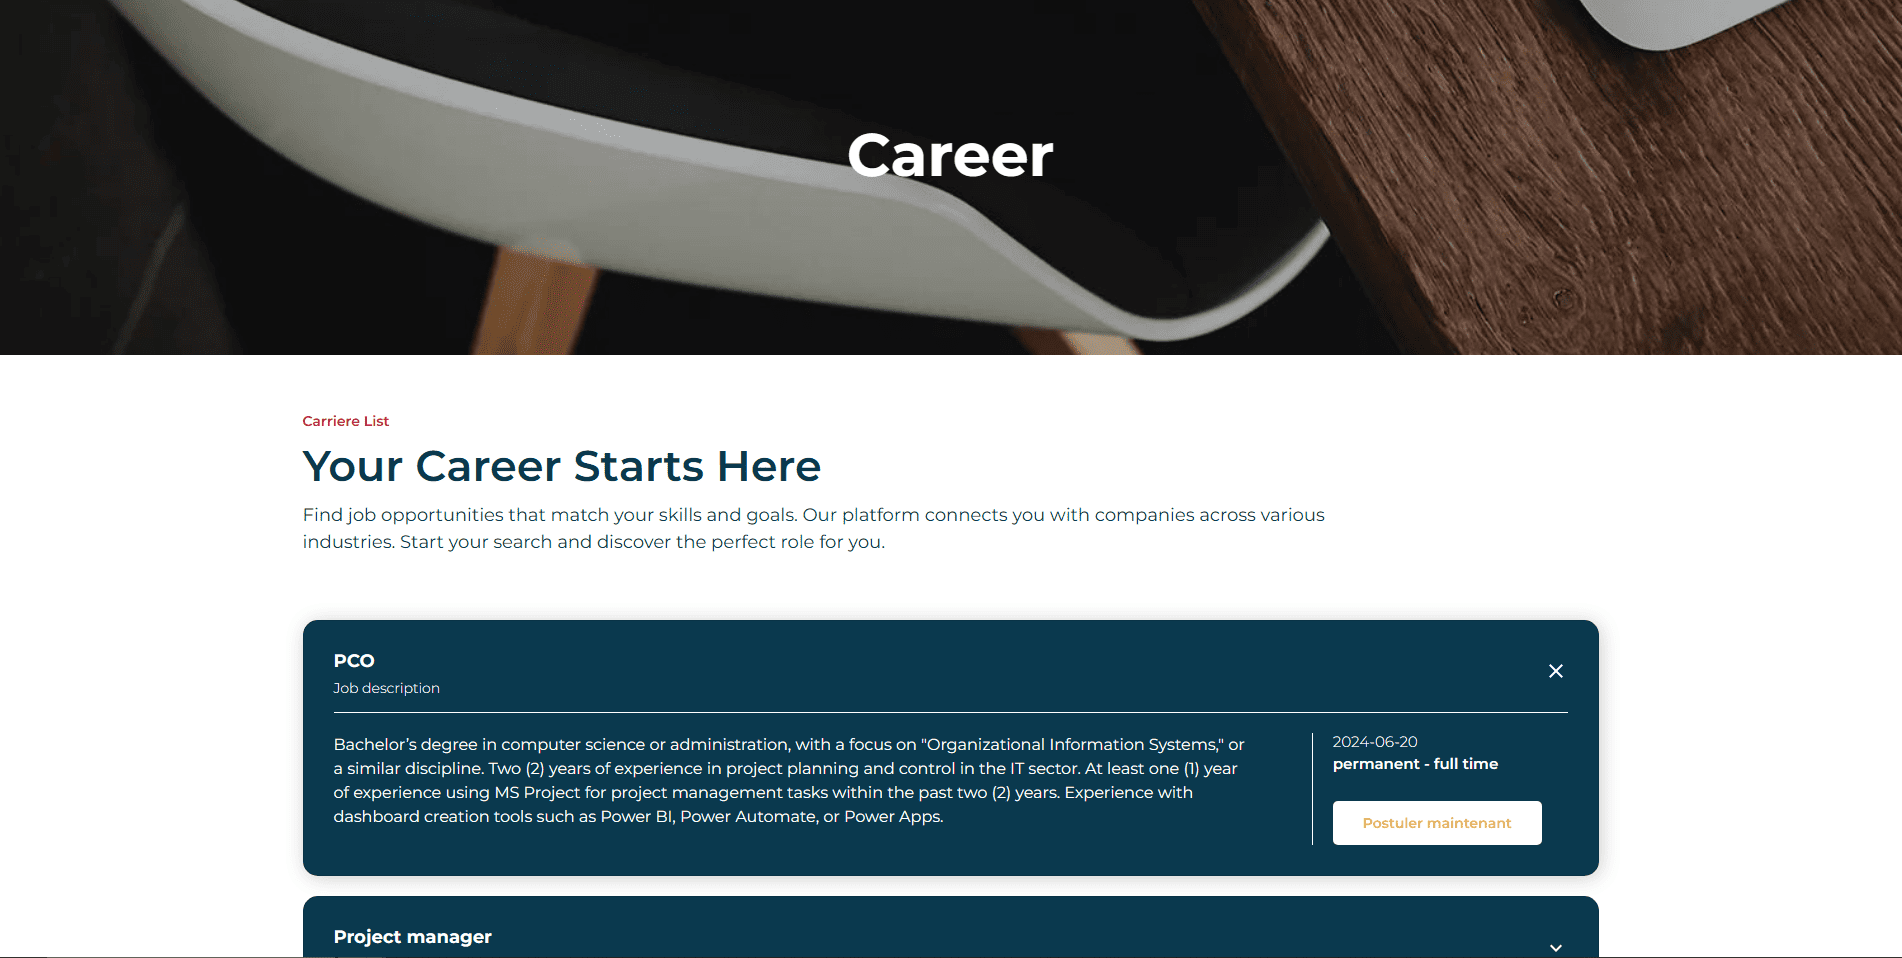 Career
Carriere List
Your Career Starts Here
Find job opportunities that match your skills and goals. Our platform connects you with companies across various
industries. Start your search and discover the perfect role for you.
PCO
Job description
Bachelor’s degree in computer science or administration, with a focus on "Organizational Information Systems," or
a similar discipline. Two (2) years of experience in project planning and control in the IT sector. At least one (1) year
of experience using MS Project for project management tasks within the past two (2) years. Experience with
dashboard creation tools such as Power BI, Power Automate, or Power Apps.
2024-06-20
permanent - full time
Postuler maintenant
Project manager